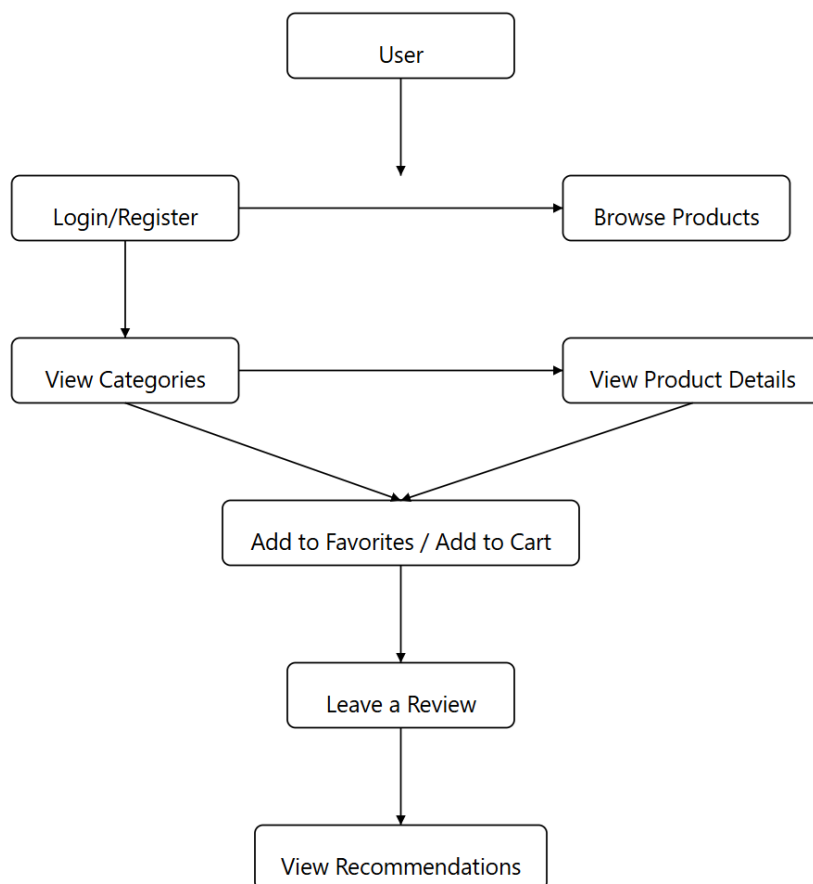 User
Login/Register
Browse Products
View Categories
View Product Details
Add to Favorites / Add to Cart
Leave a Review
View Recommendations